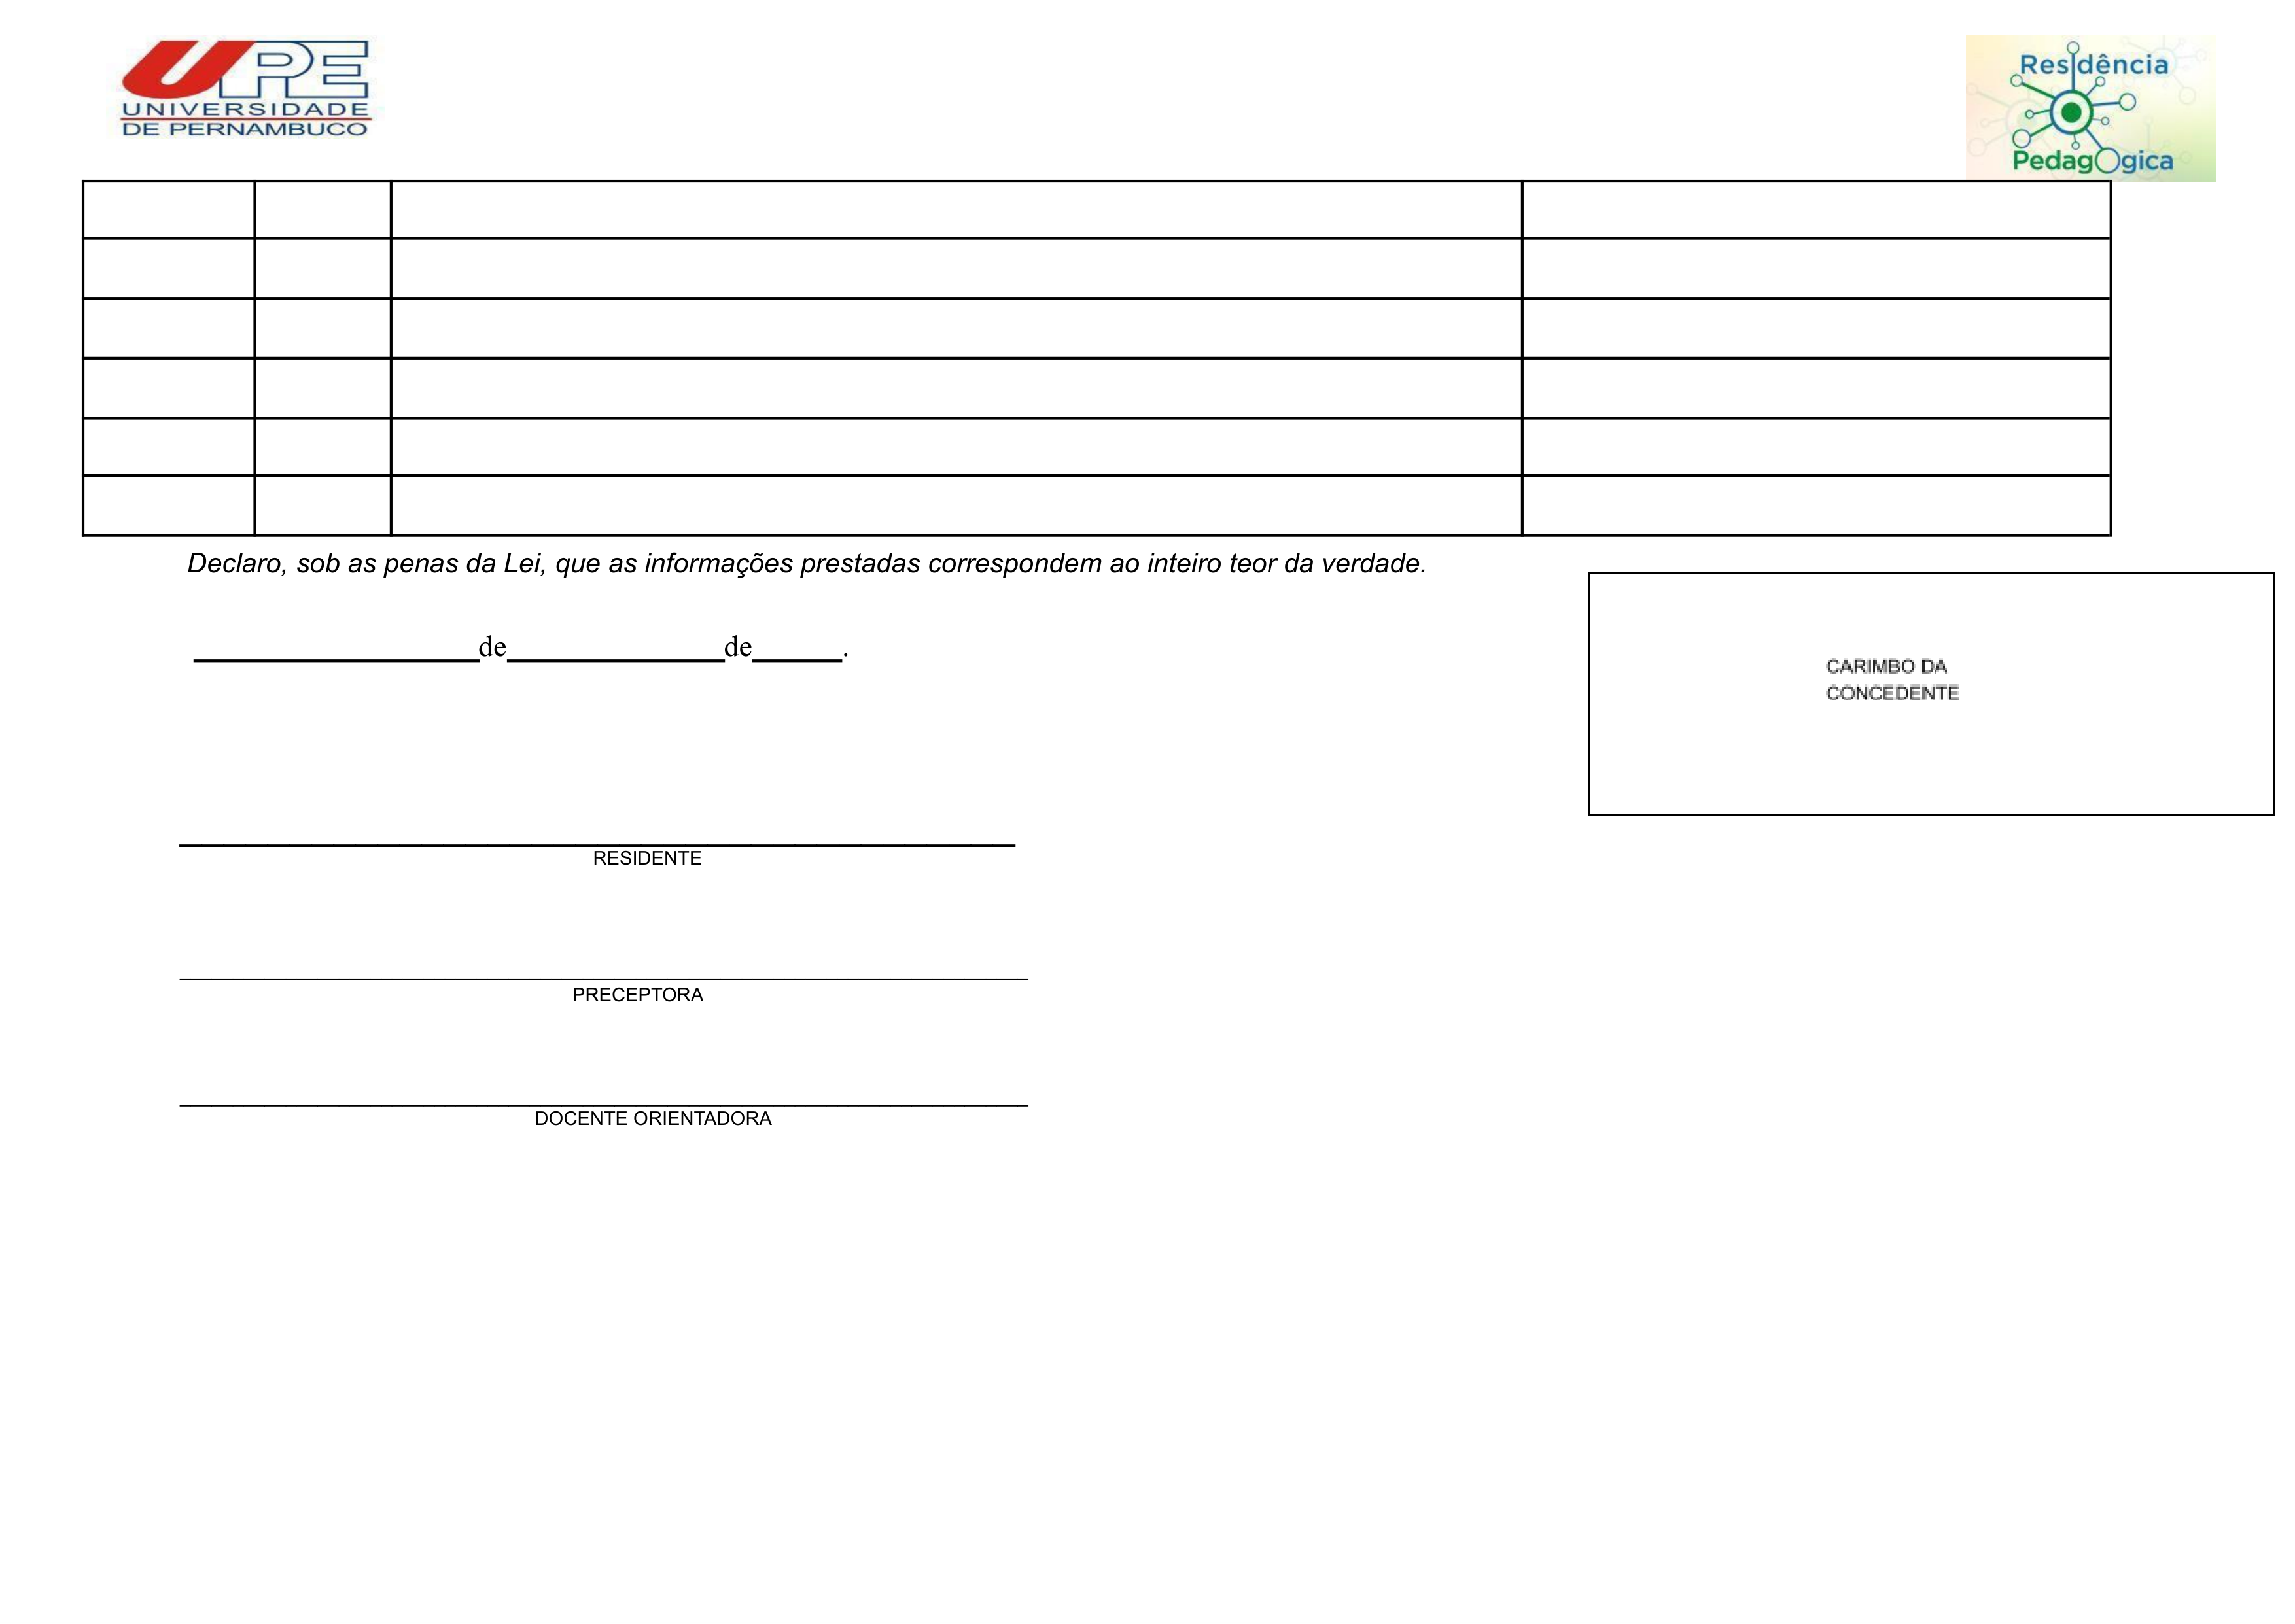 UPE
UNIVERSIDADE
DE PERNAMBUCO
Residência
Pedagógica
Declaro, sob as penas da Lei, que as informações prestadas correspondem ao inteiro teor da verdade.
____________________de_______________de______.
CARIMBO DA
CONCEDENTE
RESIDENTE
PRECEPTORA
DOCENTE ORIENTADORA